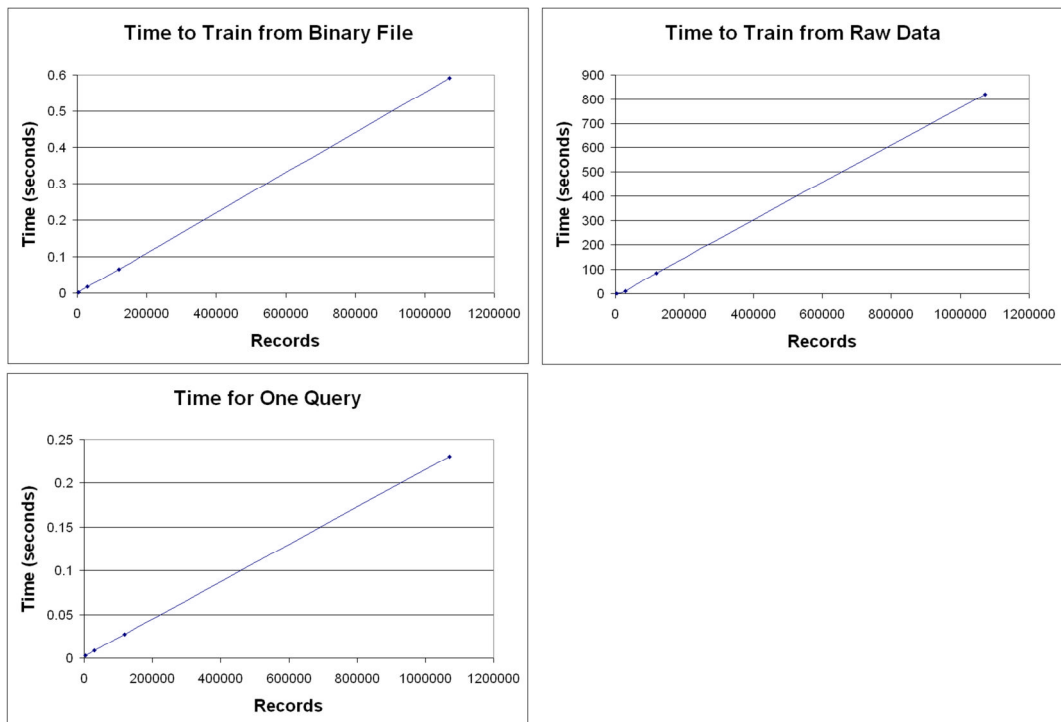 Time to Train from Binary File
Time (seconds)
0.6
0.5
0.4
0.3
0.2
0.1
0
0 200000 400000 600000 800000 1000000 1200000
Records
Time to Train from Raw Data
Time (seconds)
900
800
700
600
500
400
300
200
100
0
0 200000 400000 600000 800000 1000000 1200000
Records
Time for One Query
Time (seconds)
0.25
0.2
0.15
0.1
0.05
0
0 200000 400000 600000 800000 1000000 1200000
Records